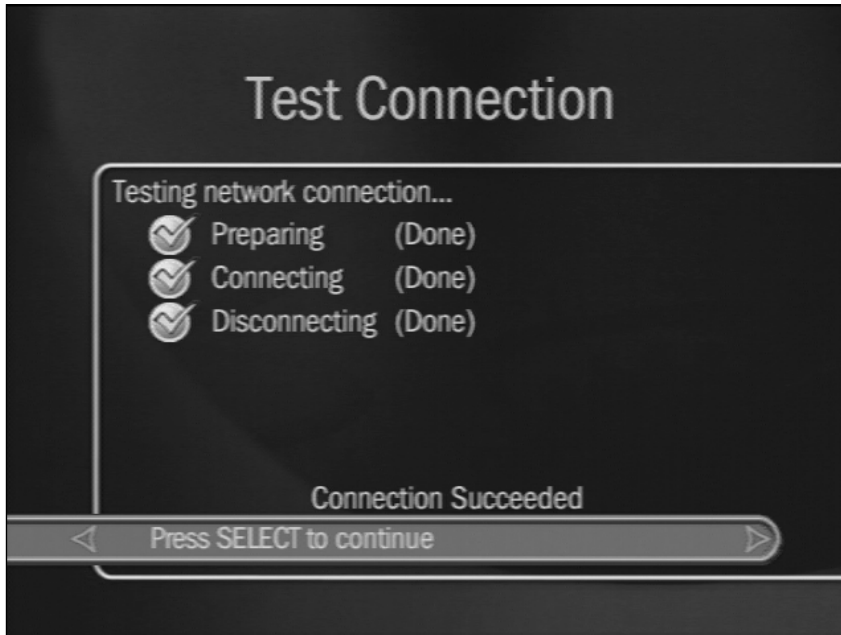 Test Connection
Testing network connection...
Preparing (Done)
Connecting (Done)
Disconnecting (Done)
Connection Succeeded
Press SELECT to continue